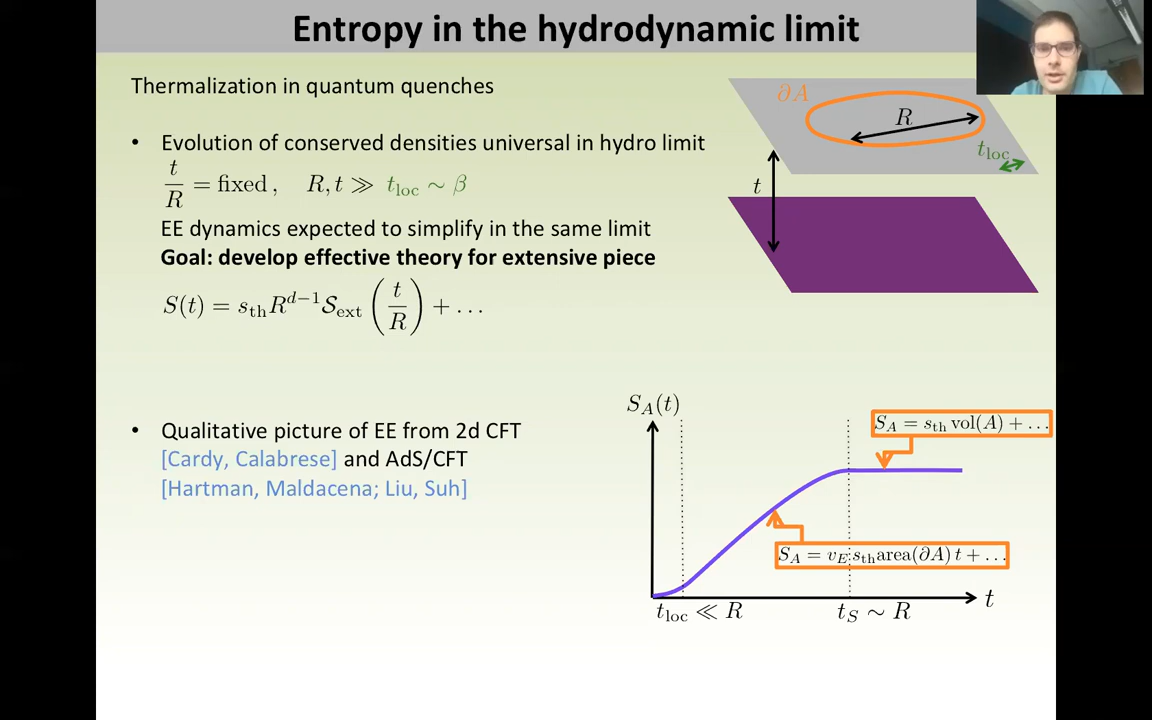 Entropy in the hydrodynamic limit
Thermalization in quantum quenches
• Evolution of conserved densities universal in hydro limit
t/R = fixed, R, t ≫ t_loc ∼ β
EE dynamics expected to simplify in the same limit
Goal: develop effective theory for extensive piece
S(t) = s_th R^{d−1} 𝒮_ext (t/R) + ...
∂A
R
t_loc
t
• Qualitative picture of EE from 2d CFT
[Cardy, Calabrese] and AdS/CFT
[Hartman, Maldacena; Liu, Suh]
S_A(t)
S_A = s_th vol(A) + ...
S_A = v_E s_th area(∂A) t + ...
t_loc ≪ R
t_S ∼ R
t